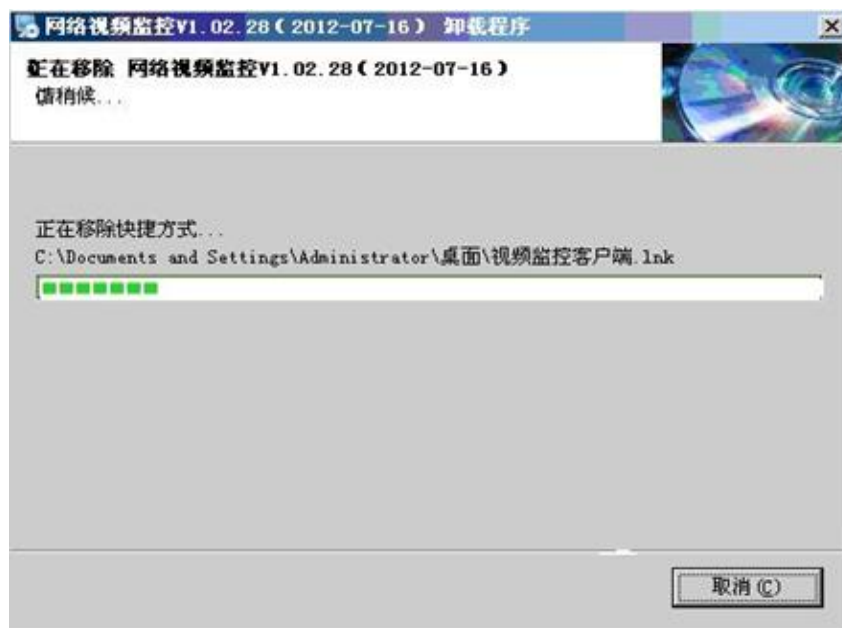 网络视频监控V1.02.28(2012-07-16) 卸载程序
正在移除 网络视频监控V1.02.28(2012-07-16)
请稍候...
正在移除快捷方式...
C:\Documents and Settings\Administrator\桌面\视频监控客户端.lnk
取消(C)